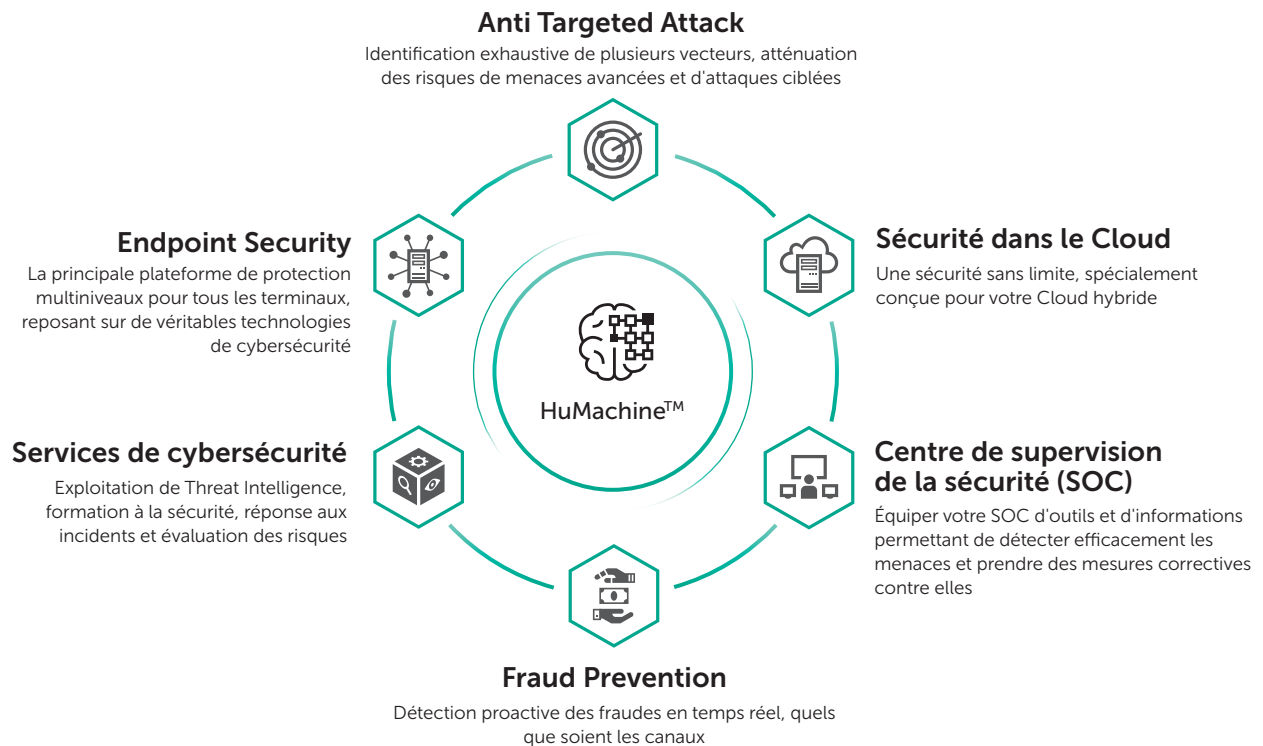 Anti Targeted Attack
Identification exhaustive de plusieurs vecteurs, atténuation
des risques de menaces avancées et d'attaques ciblées
Endpoint Security
La principale plateforme de protection
multiniveaux pour tous les terminaux,
reposant sur de véritables technologies
de cybersécurité
Sécurité dans le Cloud
Une sécurité sans limite, spécialement
conçue pour votre Cloud hybride
HuMachine™
Services de cybersécurité
Exploitation de Threat Intelligence,
formation à la sécurité, réponse aux
incidents et évaluation des risques
Centre de supervision
de la sécurité (SOC)
Équiper votre SOC d'outils et d'informations
permettant de détecter efficacement les
menaces et prendre des mesures correctives
contre elles
Fraud Prevention
Détection proactive des fraudes en temps réel, quels
que soient les canaux